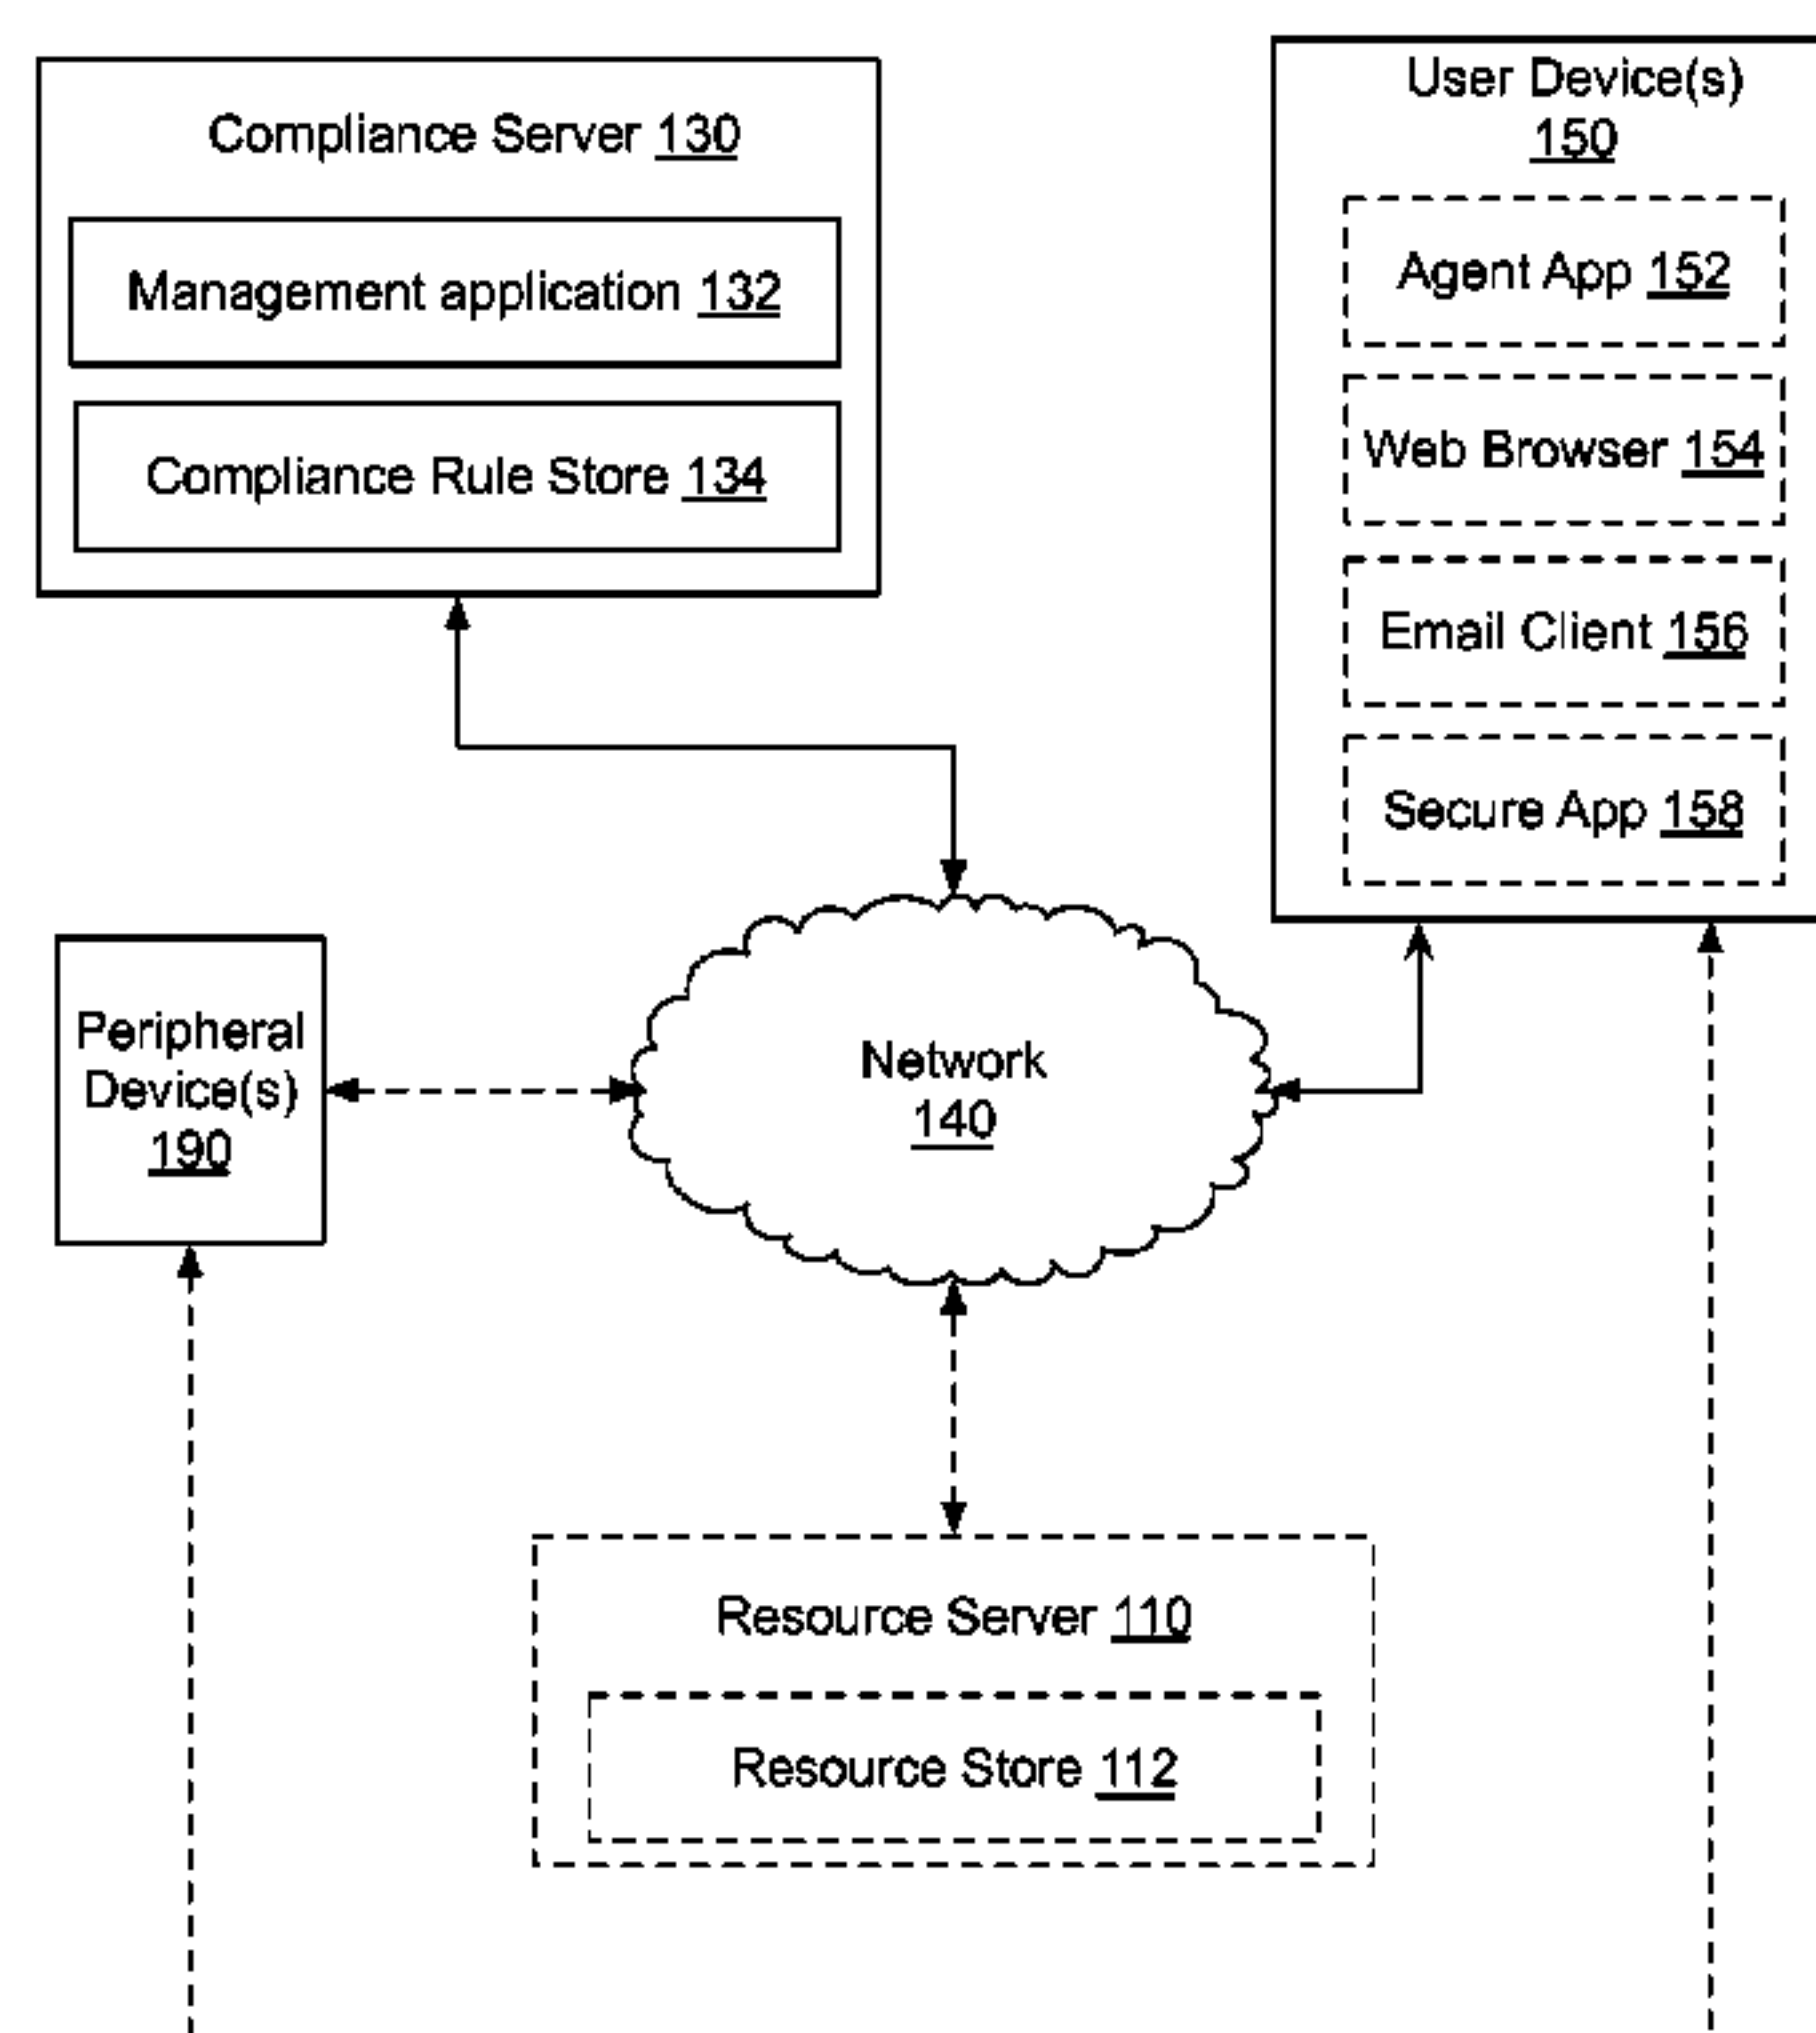 Compliance Server 130
Management application 132
Compliance Rule Store 134
User Device(s)
150
Agent App 152
Web Browser 154
Email Client 156
Secure App 158
Peripheral
Device(s)
190
Network
140
Resource Server 110
Resource Store 112